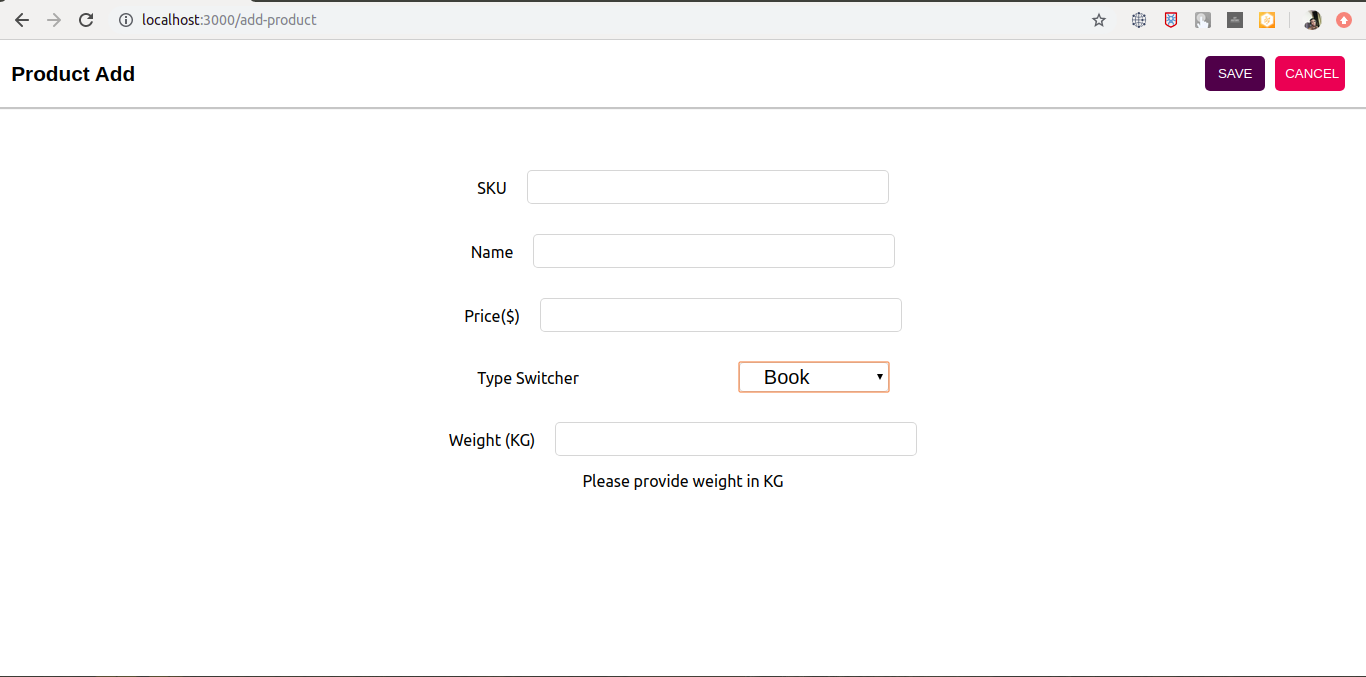 localhost:3000/add-product
Product Add
SAVE
CANCEL
SKU
Name
Price($)
Type Switcher
Book
Weight (KG)
Please provide weight in KG